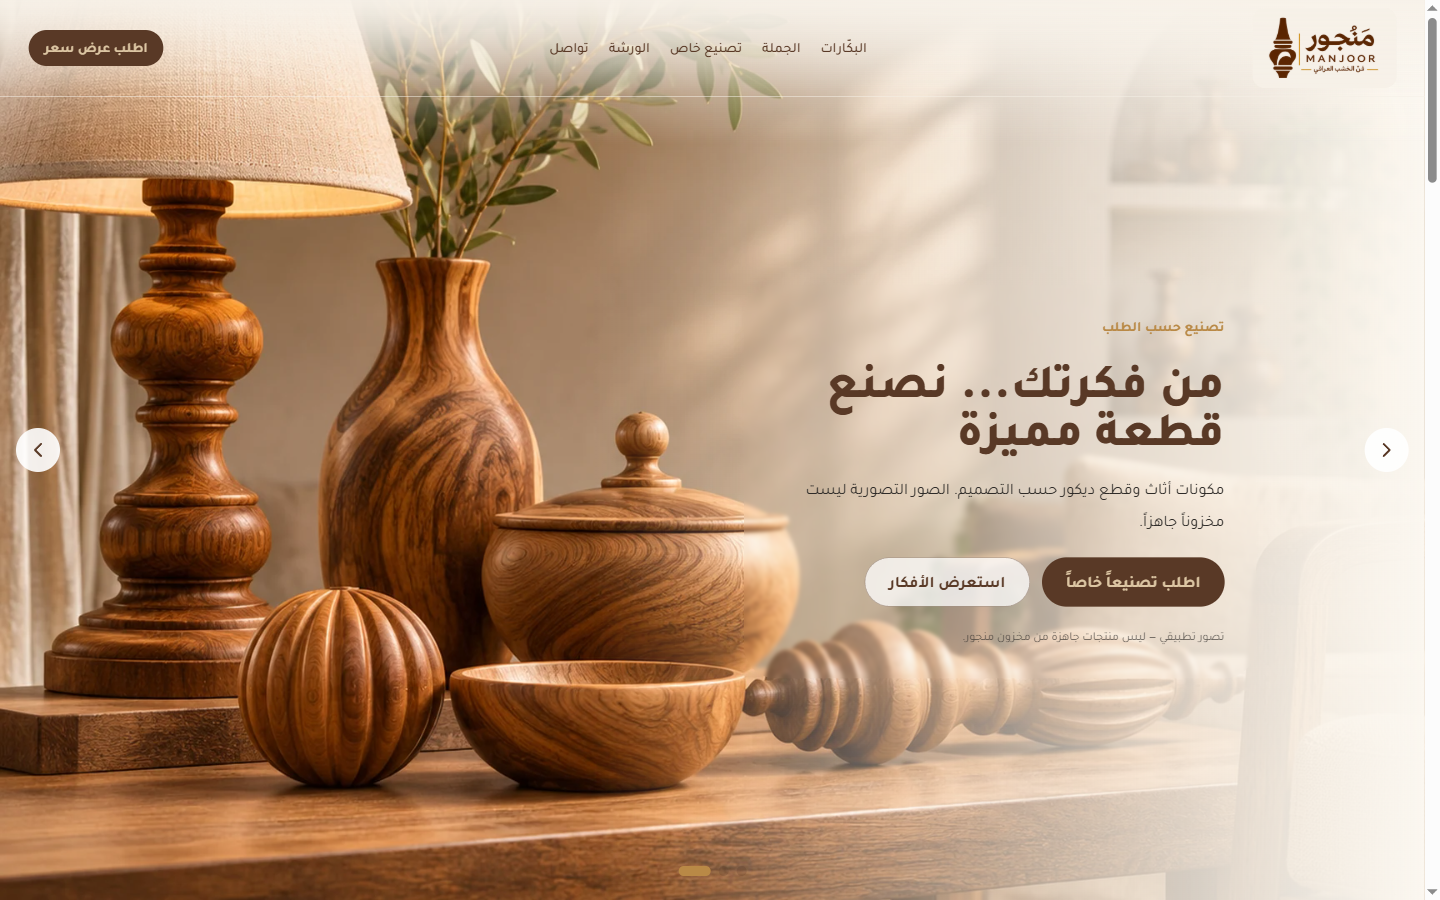 مَنْجور
MANJOOR
فنّ الخشب العراقي
البكّارات
الجملة
تصنيع خاص
الورشة
تواصل
اطلب عرض سعر
تصنيع حسب الطلب
من فكرتك... نصنع
قطعة مميزة
مكونات أثاث وقطع ديكور حسب التصميم. الصور التصورية ليست
مخزوناً جاهزاً.
اطلب تصنيعاً خاصاً
استعرض الأفكار
تصور تطبيقي — ليس منتجات جاهزة من مخزون منجور.